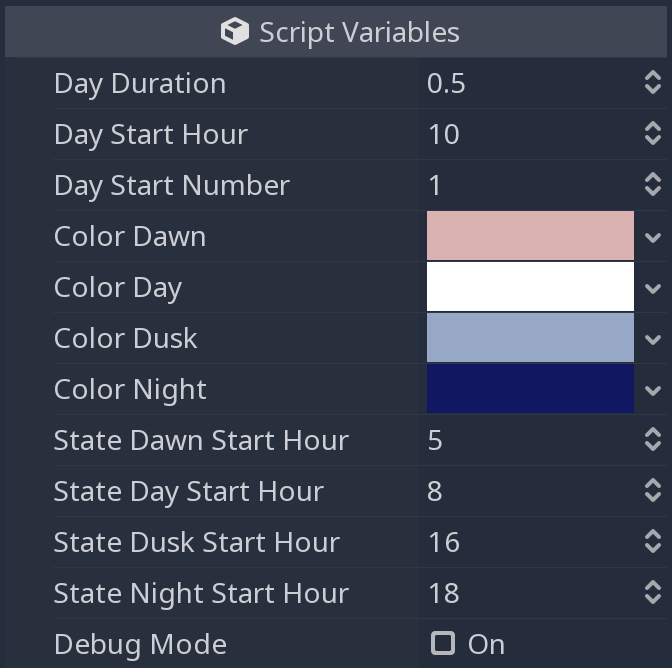 Script Variables
Day Duration 0.5
Day Start Hour 10
Day Start Number 1
Color Dawn
Color Day
Color Dusk
Color Night
State Dawn Start Hour 5
State Day Start Hour 8
State Dusk Start Hour 16
State Night Start Hour 18
Debug Mode On